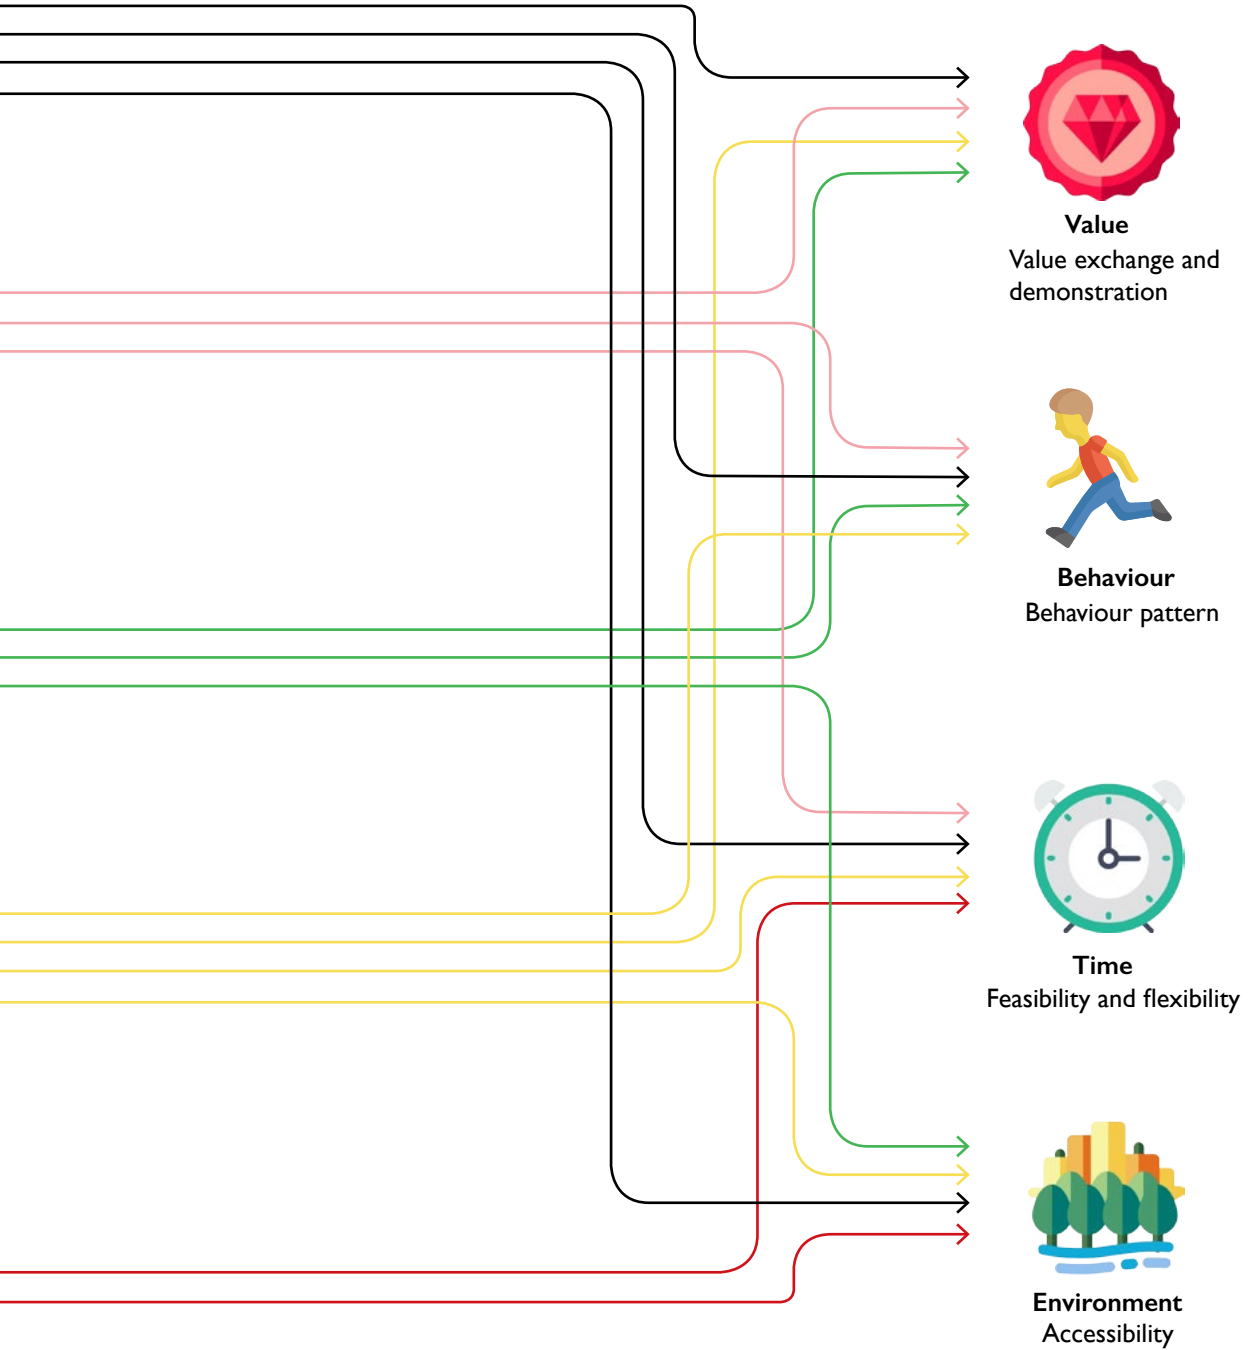 Value
Value exchange and
demonstration
Behaviour
Behaviour pattern
Time
Feasibility and flexibility
Environment
Accessibility